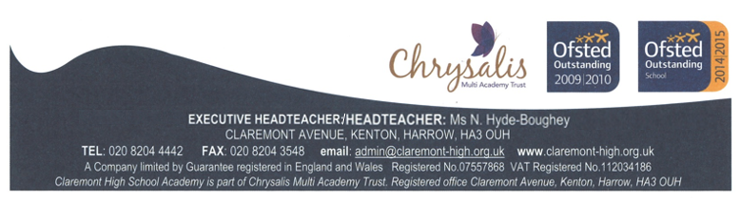 Chrysalis
Multi Academy Trust
Ofsted
Outstanding
2009|2010
Ofsted
Outstanding
School
2014|2015
EXECUTIVE HEADTEACHER:/HEADTEACHER: Ms N. Hyde-Boughey
CLAREMONT AVENUE, KENTON, HARROW, HA3 OUH
TEL: 020 8204 4442 FAX: 020 8204 3548 email: admin@claremont-high.org.uk www.claremont-high.org.uk
A Company limited by Guarantee registered in England and Wales Registered No.07557868 VAT Registered No.112034186
Claremont High School Academy is part of Chrysalis Multi Academy Trust. Registered office Claremont Avenue, Kenton, Harrow, HA3 OUH